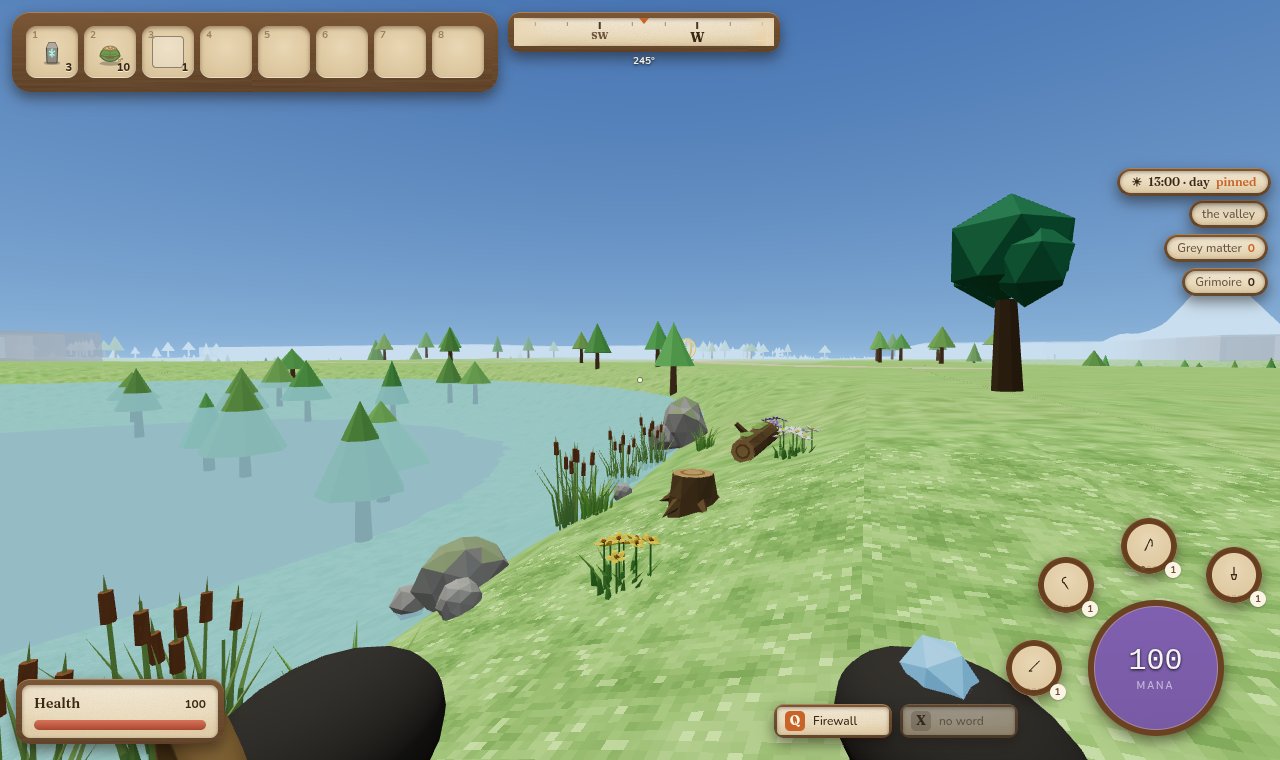 1 2 3 4 5 6 7 8
3 10 1
SW W
245°
13:00 · day pinned
the valley
Grey matter 0
Grimoire 0
1
1
1
1
100
MANA
Health 100
Q Firewall X no word